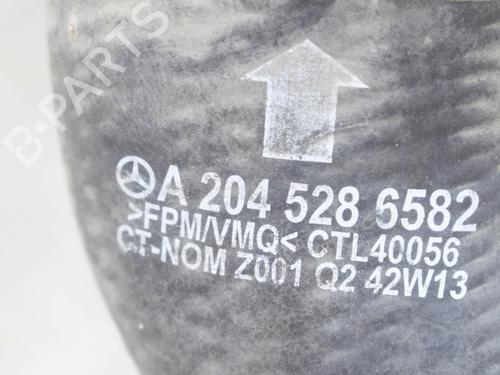 B-PARTS
A 204 528 6582
>FPM/VMQ< CTL40056
CT-NOM Z001 Q2 42W13